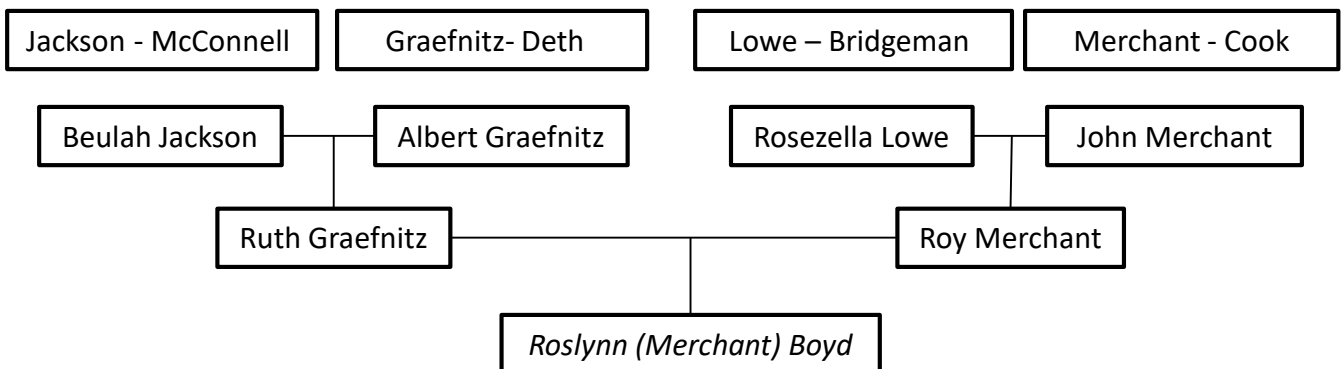 Jackson - McConnell
Graefnitz- Deth
Lowe – Bridgeman
Merchant - Cook
Beulah Jackson
Albert Graefnitz
Rosezella Lowe
John Merchant
Ruth Graefnitz
Roy Merchant
Roslynn (Merchant) Boyd